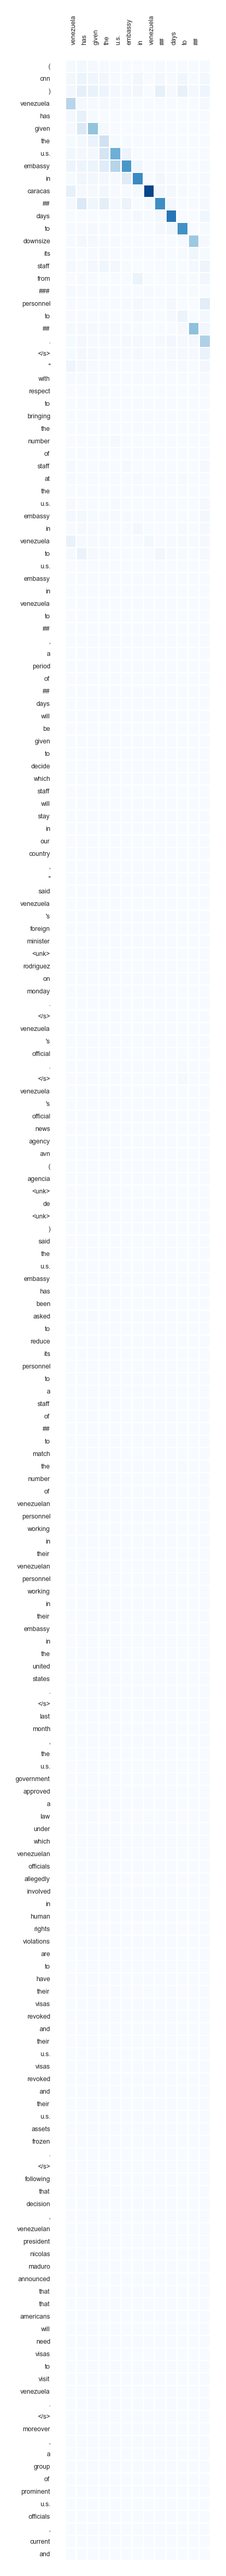 venezuela
has
given
the
u.s.
embassy
in
venezuela
##
days
to
##
(
cnn
)
venezuela
has
given
the
u.s.
embassy
in
caracas
##
days
to
downsize
its
staff
from
###
personnel
to
##
.
</s>
"
with
respect
to
bringing
the
number
of
staff
at
the
u.s.
embassy
in
venezuela
to
u.s.
embassy
in
venezuela
to
##
,
a
period
of
##
days
will
be
given
to
decide
which
staff
will
stay
in
our
country
,
"
said
venezuela
's
foreign
minister
<unk>
rodriguez
on
monday
.
</s>
venezuela
's
official
.
</s>
venezuela
's
official
news
agency
avn
(
agencia
<unk>
de
<unk>
)
said
the
u.s.
embassy
has
been
asked
to
reduce
its
personnel
to
a
staff
of
##
to
match
the
number
of
venezuelan
personnel
working
in
their
venezuelan
personnel
working
in
their
embassy
in
the
united
states
.
</s>
last
month
,
the
u.s.
government
approved
a
law
under
which
venezuelan
officials
allegedly
involved
in
human
rights
violations
are
to
have
their
visas
revoked
and
their
u.s.
visas
revoked
and
their
u.s.
assets
frozen
.
</s>
following
that
decision
,
venezuelan
president
nicolas
maduro
announced
that
that
americans
will
need
visas
to
visit
venezuela
.
</s>
moreover
,
a
group
of
prominent
u.s.
officials
,
current
and